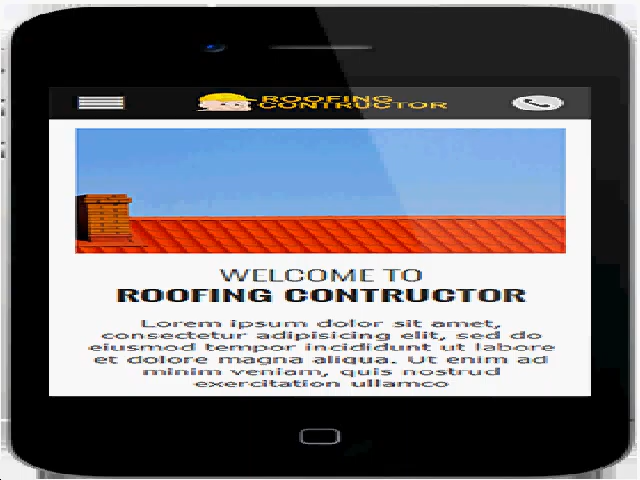 ROOFING
CONTRUCTOR
WELCOME TO
ROOFING CONTRUCTOR
Lorem ipsum dolor sit amet,
consectetur adipisicing elit, sed do
eiusmod tempor incididunt ut labore
et dolore magna aliqua. Ut enim ad
minim veniam, quis nostrud
exercitation ullamco